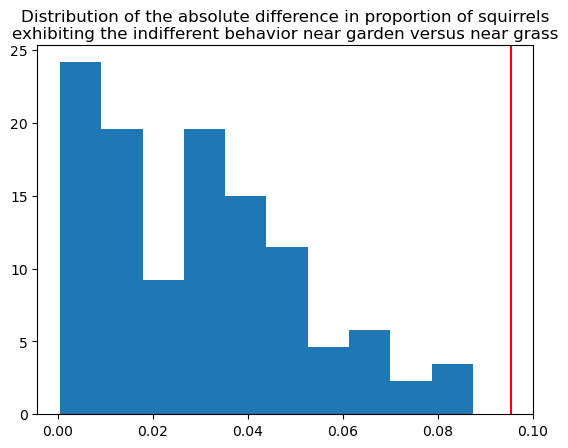 Distribution of the absolute difference in proportion of squirrels
exhibiting the indifferent behavior near garden versus near grass
25
20
15
10
5
0
0.00 0.02 0.04 0.06 0.08 0.10